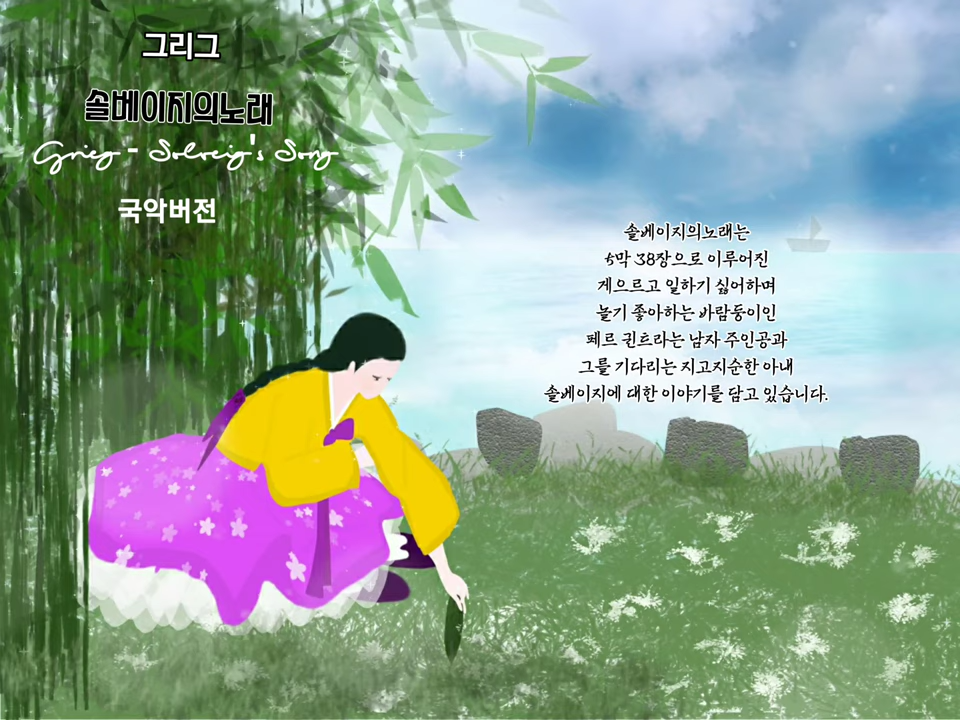 그리그
솔베이지의노래
Grieg - Solveig's Song
국악버전
솔베이지의노래는
5막 38장으로 이루어진
게으르고 일하기 싫어하며
놀기 좋아하는 바람둥이인
페르 귄트라는 남자 주인공과
그를 기다리는 지고지순한 아내
솔베이지에 대한 이야기를 담고 있습니다.